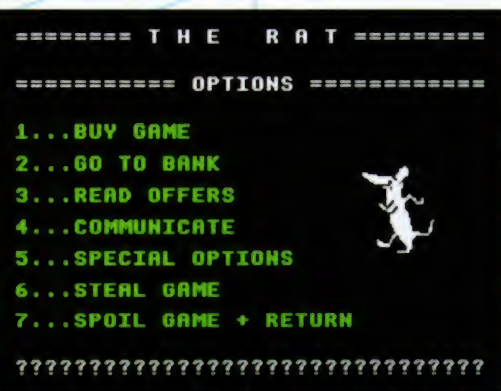 ======== T H E   R A T =========
=========== OPTIONS ============
1...BUY GAME
2...GO TO BANK
3...READ OFFERS
4...COMMUNICATE
5...SPECIAL OPTIONS
6...STEAL GAME
7...SPOIL GAME + RETURN
????????????????????????????????